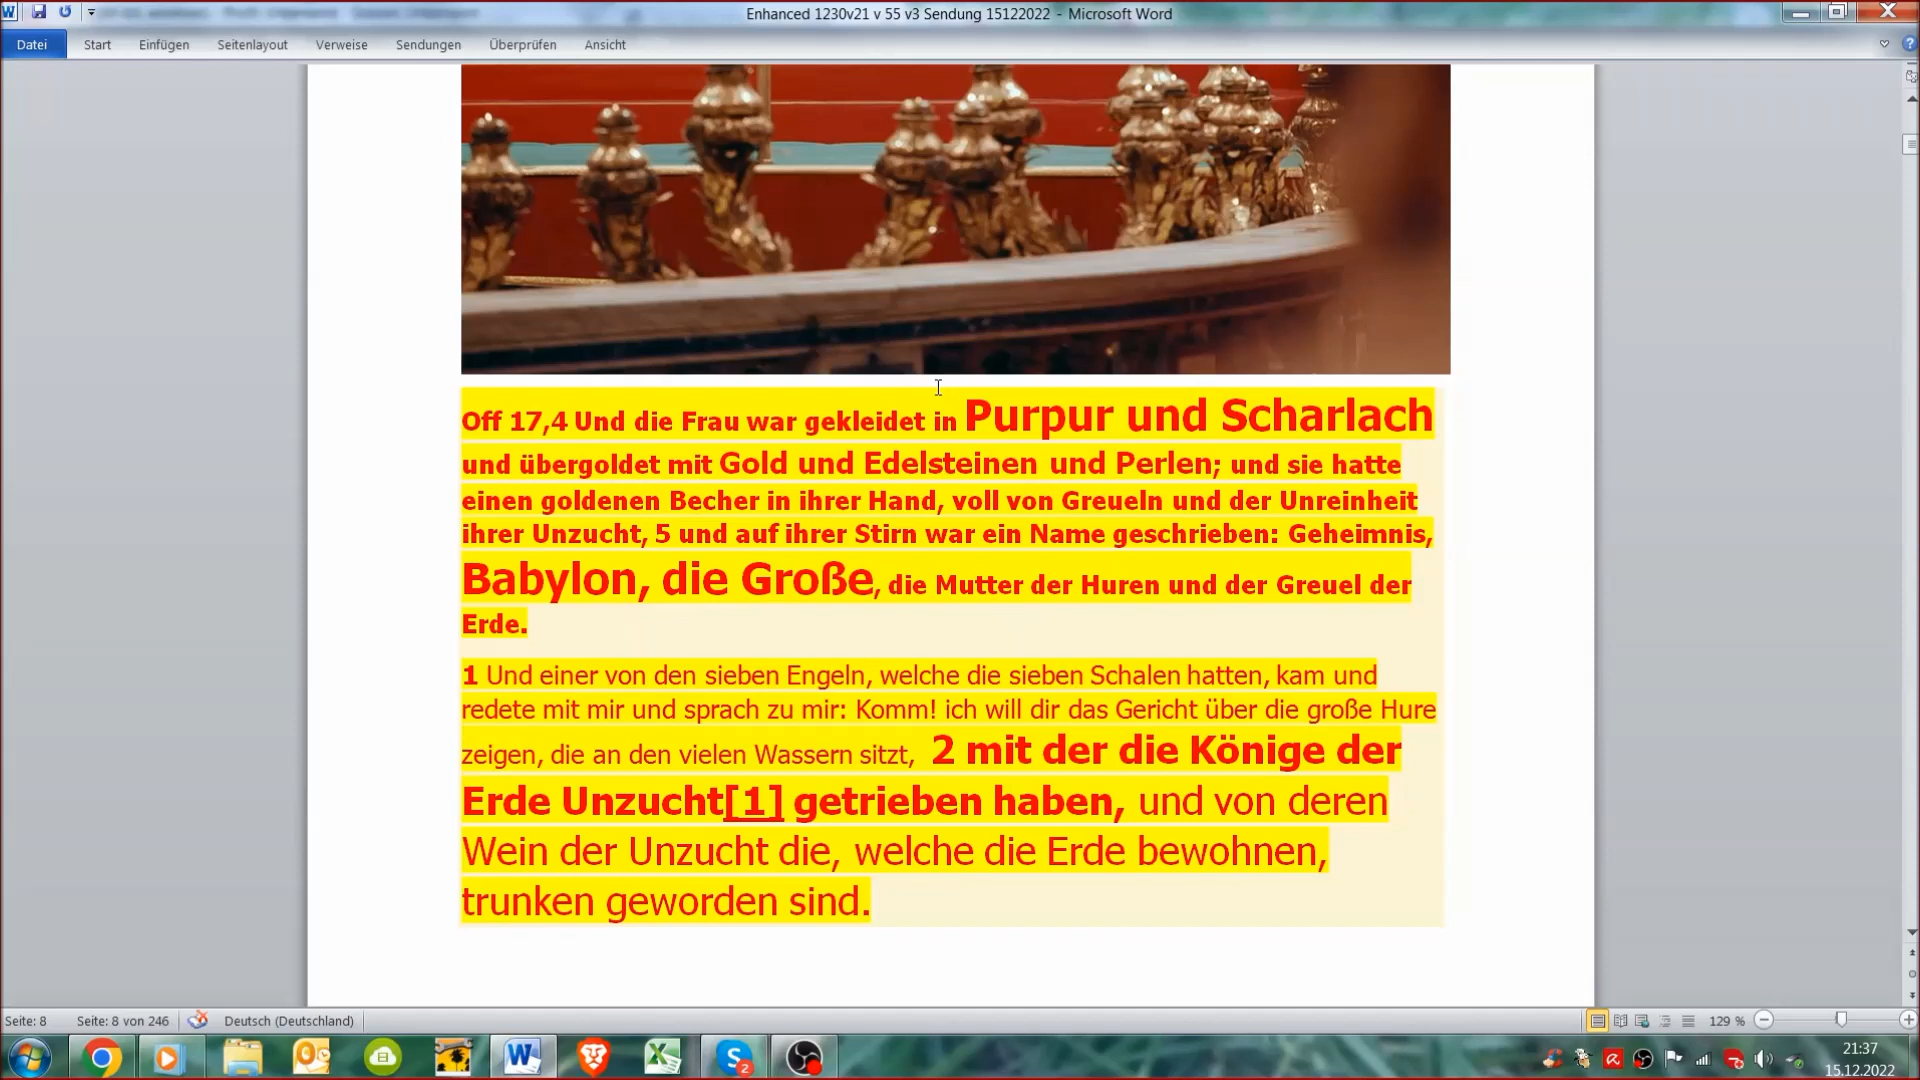 Enhanced 1230v21 v 55 v3 Sendung 15122022 - Microsoft Word
Datei Start Einfügen Seitenlayout Verweise Sendungen Überprüfen Ansicht
Off 17,4 Und die Frau war gekleidet in Purpur und Scharlach
und übergoldet mit Gold und Edelsteinen und Perlen; und sie hatte
einen goldenen Becher in ihrer Hand, voll von Greueln und der Unreinheit
ihrer Unzucht, 5 und auf ihrer Stirn war ein Name geschrieben: Geheimnis,
Babylon, die Große, die Mutter der Huren und der Greuel der
Erde.
1 Und einer von den sieben Engeln, welche die sieben Schalen hatten, kam und
redete mit mir und sprach zu mir: Komm! ich will dir das Gericht über die große Hure
zeigen, die an den vielen Wassern sitzt, 2 mit der die Könige der
Erde Unzucht[1] getrieben haben, und von deren
Wein der Unzucht die, welche die Erde bewohnen,
trunken geworden sind.
Seite: 8 Seite: 8 von 246 Deutsch (Deutschland) 129 %
21:37
15.12.2022